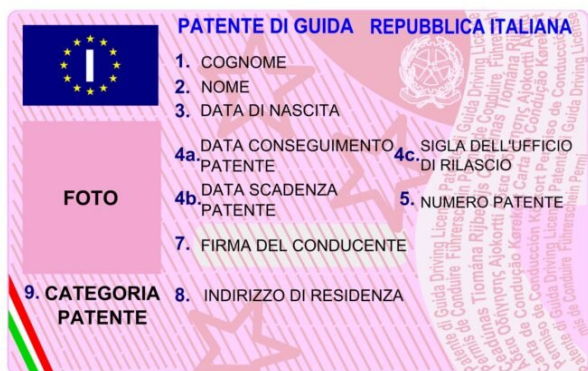 PATENTE DI GUIDA REPUBBLICA ITALIANA
I
1. COGNOME
2. NOME
3. DATA DI NASCITA
4a. DATA CONSEGUIMENTO PATENTE
4c. SIGLA DELL'UFFICIO DI RILASCIO
4b. DATA SCADENZA PATENTE
5. NUMERO PATENTE
FOTO
7. FIRMA DEL CONDUCENTE
8. INDIRIZZO DI RESIDENZA
9. CATEGORIA PATENTE